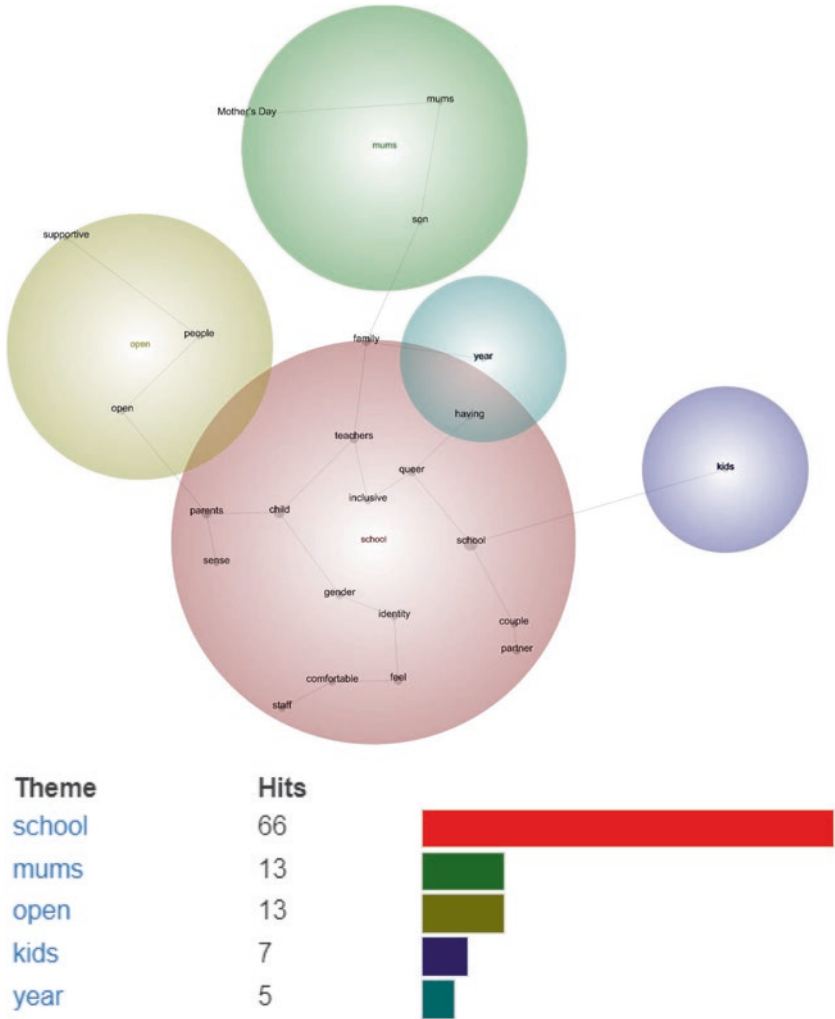 mums
Mother's Day
mums
son
supportive
people
open
family
year
open
having
teachers
queer
kids
inclusive
parents
child
school
school
sense
gender
identity
couple
partner
comfortable
feel
staff
Theme Hits
school 66
mums 13
open 13
kids 7
year 5